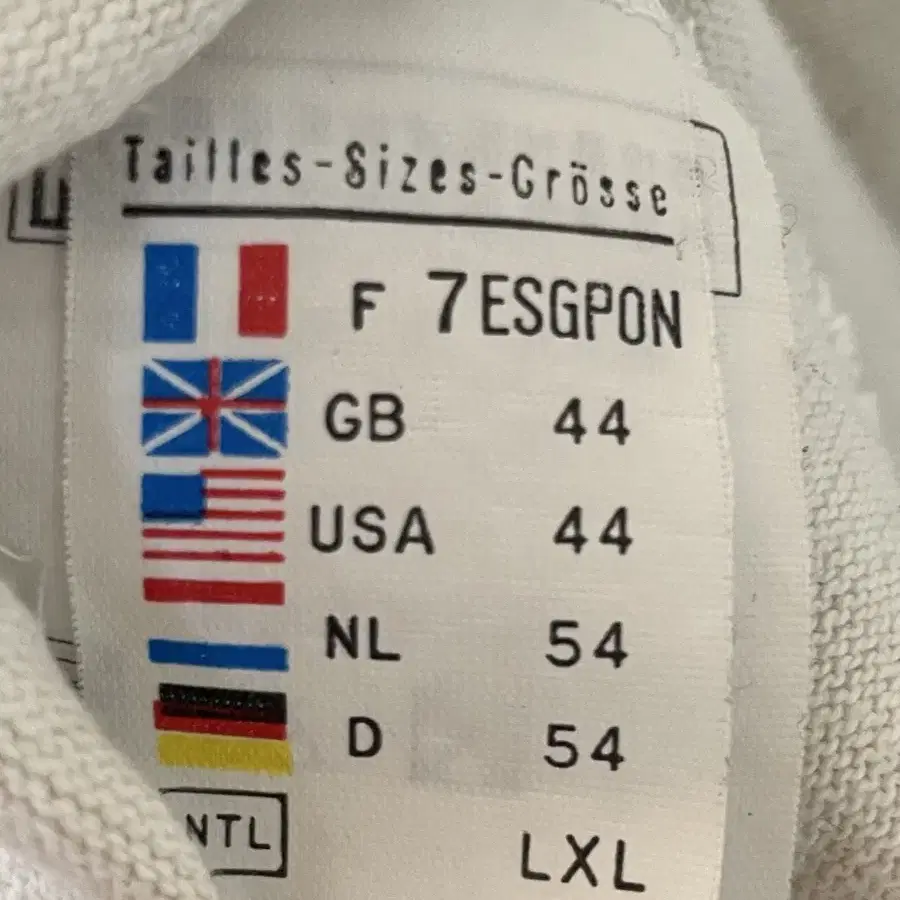 Tailles-Sizes-Grösse
F 7ESGPON
GB 44
USA 44
NL 54
D 54
NTL LXL